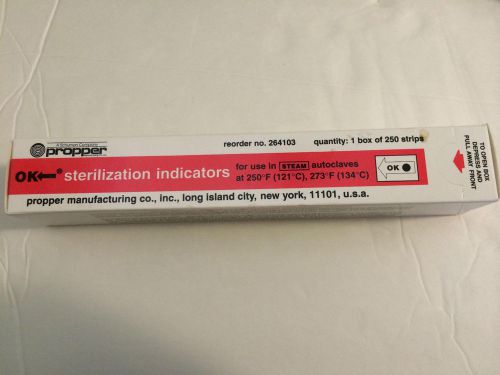 A Schuman Company
propper
reorder no. 264103
quantity: 1 box of 250 strips
OK sterilization indicators
for use in STEAM autoclaves
at 250°F (121°C), 273°F (134°C)
OK
propper manufacturing co., inc., long island city, new york, 11101, u.s.a.
TO OPEN BOX
DEPRESS AND
PULL AWAY FRONT